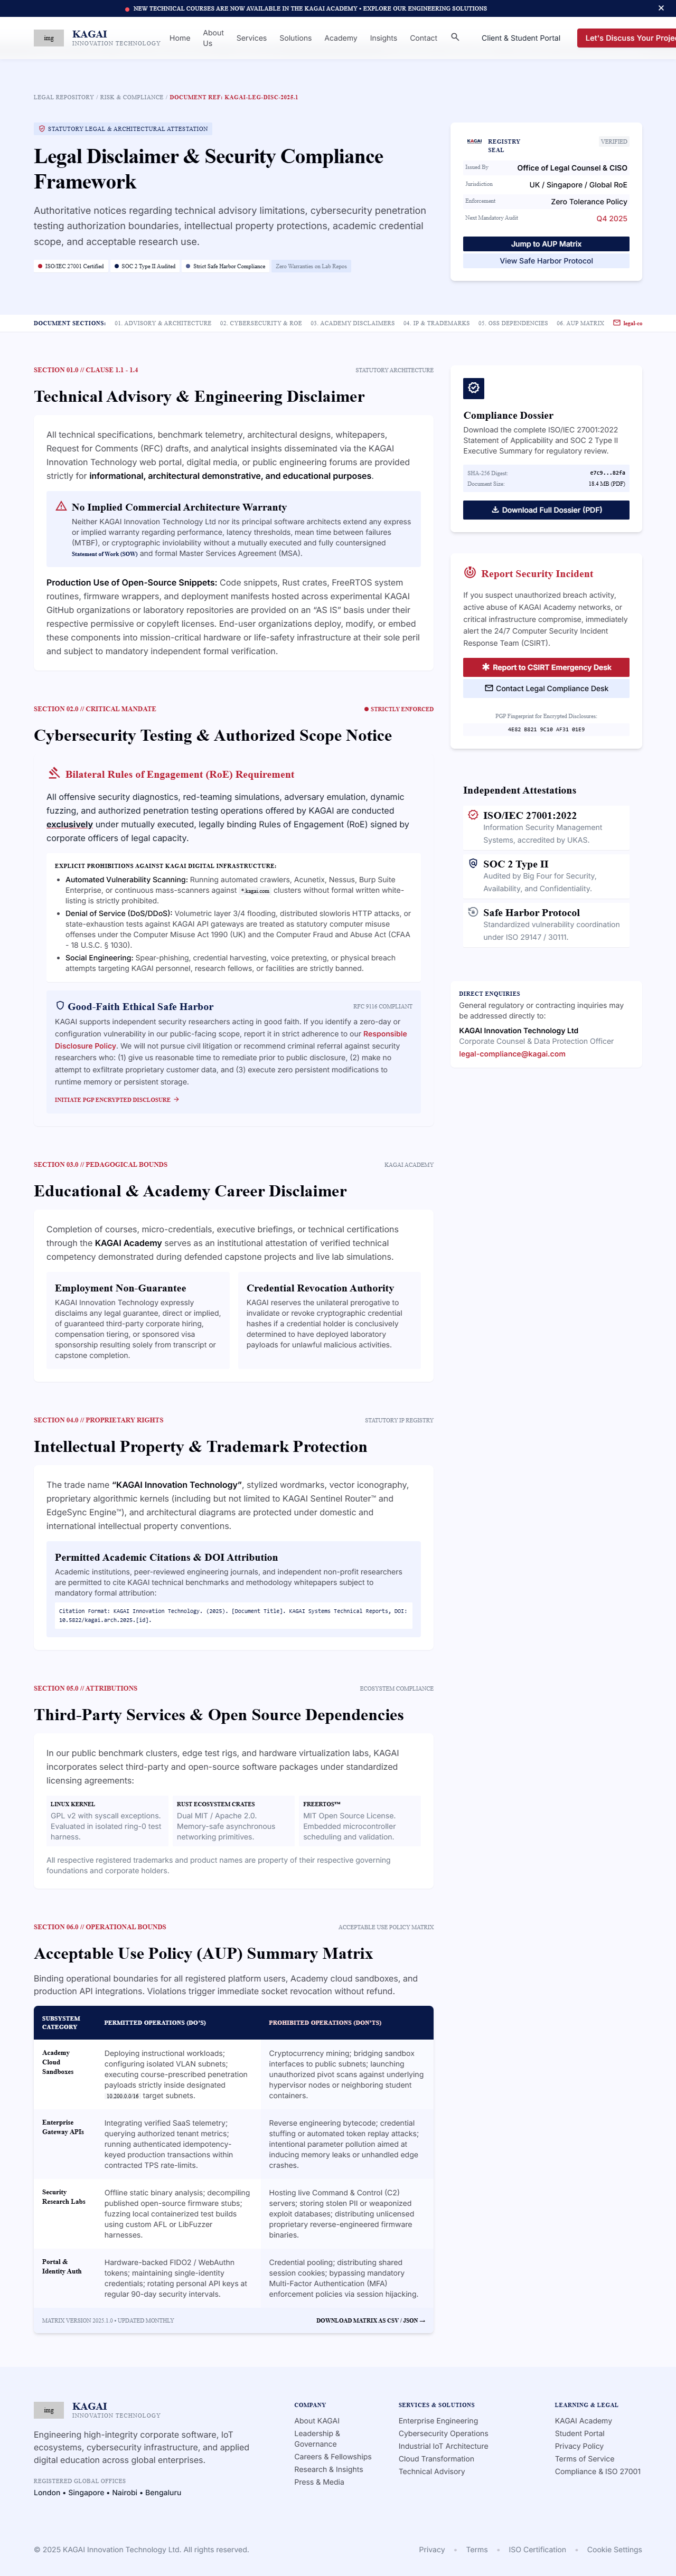 NEW TECHNICAL COURSES ARE NOW AVAILABLE IN THE KAGAI ACADEMY • EXPLORE OUR ENGINEERING SOLUTIONS
img
KAGAI
INNOVATION TECHNOLOGY
Home
About Us
Services
Solutions
Academy
Insights
Contact
Client & Student Portal
Let's Discuss Your Projec
LEGAL REPOSITORY / RISK & COMPLIANCE / DOCUMENT REF: KAGAI-LEG-DISC-2025.1
STATUTORY LEGAL & ARCHITECTURAL ATTESTATION
Legal Disclaimer & Security Compliance
Framework
Authoritative notices regarding technical advisory limitations, cybersecurity penetration
testing authorization boundaries, intellectual property protections, academic credential
scope, and acceptable research use.
ISO/IEC 27001 Certified
SOC 2 Type II Audited
Strict Safe Harbor Compliance
Zero Warranties on Lab Repos
KAGAI
REGISTRY
SEAL
VERIFIED
Issued By
Office of Legal Counsel & CISO
Jurisdiction
UK / Singapore / Global RoE
Enforcement
Zero Tolerance Policy
Next Mandatory Audit
Q4 2025
Jump to AUP Matrix
View Safe Harbor Protocol
DOCUMENT SECTIONS:
01. ADVISORY & ARCHITECTURE
02. CYBERSECURITY & ROE
03. ACADEMY DISCLAIMERS
04. IP & TRADEMARKS
05. OSS DEPENDENCIES
06. AUP MATRIX
legal-co
SECTION 01.0 // CLAUSE 1.1 - 1.4
STATUTORY ARCHITECTURE
Technical Advisory & Engineering Disclaimer
All technical specifications, benchmark telemetry, architectural designs, whitepapers,
Request for Comments (RFC) drafts, and analytical insights disseminated via the KAGAI
Innovation Technology web portal, digital media, or public engineering forums are provided
strictly for informational, architectural demonstrative, and educational purposes.
No Implied Commercial Architecture Warranty
Neither KAGAI Innovation Technology Ltd nor its principal software architects extend any express
or implied warranty regarding performance, latency thresholds, mean time between failures
(MTBF), or cryptographic inviolability without a mutually executed and fully countersigned
Statement of Work (SOW) and formal Master Services Agreement (MSA).
Production Use of Open-Source Snippets: Code snippets, Rust crates, FreeRTOS system
routines, firmware wrappers, and deployment manifests hosted across experimental KAGAI
GitHub organizations or laboratory repositories are provided on an “AS IS” basis under their
respective permissive or copyleft licenses. End-user organizations deploy, modify, or embed
these components into mission-critical hardware or life-safety infrastructure at their sole peril
and subject to mandatory independent formal verification.
SECTION 02.0 // CRITICAL MANDATE
STRICTLY ENFORCED
Cybersecurity Testing & Authorized Scope Notice
Bilateral Rules of Engagement (RoE) Requirement
All offensive security diagnostics, red-teaming simulations, adversary emulation, dynamic
fuzzing, and authorized penetration testing operations offered by KAGAI are conducted
exclusively under mutually executed, legally binding Rules of Engagement (RoE) signed by
corporate officers of legal capacity.
EXPLICIT PROHIBITIONS AGAINST KAGAI DIGITAL INFRASTRUCTURE:
• Automated Vulnerability Scanning: Running automated crawlers, Acunetix, Nessus, Burp Suite
Enterprise, or continuous mass-scanners against *.kagai.com clusters without formal written white-
listing is strictly prohibited.
• Denial of Service (DoS/DDoS): Volumetric layer 3/4 flooding, distributed slowloris HTTP attacks, or
state-exhaustion tests against KAGAI API gateways are treated as statutory computer misuse
offenses under the Computer Misuse Act 1990 (UK) and the Computer Fraud and Abuse Act (CFAA
- 18 U.S.C. § 1030).
• Social Engineering: Spear-phishing, credential harvesting, voice pretexting, or physical breach
attempts targeting KAGAI personnel, research fellows, or facilities are strictly banned.
Good-Faith Ethical Safe Harbor
RFC 9116 COMPLIANT
KAGAI supports independent security researchers acting in good faith. If you identify a zero-day or
configuration vulnerability in our public-facing scope, report it in strict adherence to our Responsible
Disclosure Policy. We will not pursue civil litigation or recommend criminal referral against security
researchers who: (1) give us reasonable time to remediate prior to public disclosure, (2) make no
attempt to exfiltrate proprietary customer data, and (3) execute zero persistent modifications to
runtime memory or persistent storage.
INITIATE PGP ENCRYPTED DISCLOSURE →
SECTION 03.0 // PEDAGOGICAL BOUNDS
KAGAI ACADEMY
Educational & Academy Career Disclaimer
Completion of courses, micro-credentials, executive briefings, or technical certifications
through the KAGAI Academy serves as an institutional attestation of verified technical
competency demonstrated during defended capstone projects and live lab simulations.
Employment Non-Guarantee
KAGAI Innovation Technology expressly
disclaims any legal guarantee, direct or implied,
of guaranteed third-party corporate hiring,
compensation tiering, or sponsored visa
sponsorship resulting solely from transcript or
capstone completion.
Credential Revocation Authority
KAGAI reserves the unilateral prerogative to
invalidate or revoke cryptographic credential
hashes if a credential holder is conclusively
determined to have deployed laboratory
payloads for unlawful malicious activities.
SECTION 04.0 // PROPRIETARY RIGHTS
STATUTORY IP REGISTRY
Intellectual Property & Trademark Protection
The trade name “KAGAI Innovation Technology”, stylized wordmarks, vector iconography,
proprietary algorithmic kernels (including but not limited to KAGAI Sentinel Router™ and
EdgeSync Engine™), and architectural diagrams are protected under domestic and
international intellectual property conventions.
Permitted Academic Citations & DOI Attribution
Academic institutions, peer-reviewed engineering journals, and independent non-profit researchers
are permitted to cite KAGAI technical benchmarks and methodology whitepapers subject to
mandatory formal attribution:
Citation Format: KAGAI Innovation Technology. (2025). [Document Title]. KAGAI Systems Technical Reports, DOI:
10.5822/kagai.arch.2025.[id].
SECTION 05.0 // ATTRIBUTIONS
ECOSYSTEM COMPLIANCE
Third-Party Services & Open Source Dependencies
In our public benchmark clusters, edge test rigs, and hardware virtualization labs, KAGAI
incorporates select third-party and open-source software packages under standardized
licensing agreements:
LINUX KERNEL
GPL v2 with syscall exceptions.
Evaluated in isolated ring-0 test
harness.
RUST ECOSYSTEM CRATES
Dual MIT / Apache 2.0.
Memory-safe asynchronous
networking primitives.
FREERTOS™
MIT Open Source License.
Embedded microcontroller
scheduling and validation.
All respective registered trademarks and product names are property of their respective governing
foundations and corporate holders.
SECTION 06.0 // OPERATIONAL BOUNDS
ACCEPTABLE USE POLICY MATRIX
Acceptable Use Policy (AUP) Summary Matrix
Binding operational boundaries for all registered platform users, Academy cloud sandboxes, and
production API integrations. Violations trigger immediate socket revocation without refund.
SUBSYSTEM
CATEGORY
PERMITTED OPERATIONS (DO'S)
PROHIBITED OPERATIONS (DON'TS)
Academy
Cloud
Sandboxes
Deploying instructional workloads;
configuring isolated VLAN subnets;
executing course-prescribed penetration
payloads strictly inside designated
10.200.0.0/16 target subnets.
Cryptocurrency mining; bridging sandbox
interfaces to public subnets; launching
unauthorized pivot scans against underlying
hypervisor nodes or neighboring student
containers.
Enterprise
Gateway APIs
Integrating verified SaaS telemetry;
querying authorized tenant metrics;
running authenticated idempotency-
keyed production transactions within
contracted TPS rate-limits.
Reverse engineering bytecode; credential
stuffing or automated token replay attacks;
intentional parameter pollution aimed at
inducing memory leaks or unhandled edge
crashes.
Security
Research Labs
Offline static binary analysis; decompiling
published open-source firmware stubs;
fuzzing local containerized test builds
using custom AFL or LibFuzzer
harnesses.
Hosting live Command & Control (C2)
servers; storing stolen PII or weaponized
exploit databases; distributing unlicensed
proprietary reverse-engineered firmware
binaries.
Portal &
Identity Auth
Hardware-backed FIDO2 / WebAuthn
tokens; maintaining single-identity
credentials; rotating personal API keys at
regular 90-day security intervals.
Credential pooling; distributing shared
session cookies; bypassing mandatory
Multi-Factor Authentication (MFA)
enforcement policies via session hijacking.
MATRIX VERSION 2025.1.0 • UPDATED MONTHLY
DOWNLOAD MATRIX AS CSV / JSON →
Compliance Dossier
Download the complete ISO/IEC 27001:2022
Statement of Applicability and SOC 2 Type II
Executive Summary for regulatory review.
SHA-256 Digest:
e7c9...82fa
Document Size:
18.4 MB (PDF)
Download Full Dossier (PDF)
Report Security Incident
If you suspect unauthorized breach activity,
active abuse of KAGAI Academy networks, or
critical infrastructure compromise, immediately
alert the 24/7 Computer Security Incident
Response Team (CSIRT).
Report to CSIRT Emergency Desk
Contact Legal Compliance Desk
PGP Fingerprint for Encrypted Disclosures:
4E82 B821 9C10 AF31 01E9
Independent Attestations
ISO/IEC 27001:2022
Information Security Management
Systems, accredited by UKAS.
SOC 2 Type II
Audited by Big Four for Security,
Availability, and Confidentiality.
Safe Harbor Protocol
Standardized vulnerability coordination
under ISO 29147 / 30111.
DIRECT ENQUIRIES
General regulatory or contracting inquiries may
be addressed directly to:
KAGAI Innovation Technology Ltd
Corporate Counsel & Data Protection Officer
legal-compliance@kagai.com
img
KAGAI
INNOVATION TECHNOLOGY
Engineering high-integrity corporate software, IoT
ecosystems, cybersecurity infrastructure, and applied
digital education across global enterprises.
REGISTERED GLOBAL OFFICES
London • Singapore • Nairobi • Bengaluru
COMPANY
About KAGAI
Leadership &
Governance
Careers & Fellowships
Research & Insights
Press & Media
SERVICES & SOLUTIONS
Enterprise Engineering
Cybersecurity Operations
Industrial IoT Architecture
Cloud Transformation
Technical Advisory
LEARNING & LEGAL
KAGAI Academy
Student Portal
Privacy Policy
Terms of Service
Compliance & ISO 27001
© 2025 KAGAI Innovation Technology Ltd. All rights reserved.
Privacy • Terms • ISO Certification • Cookie Settings